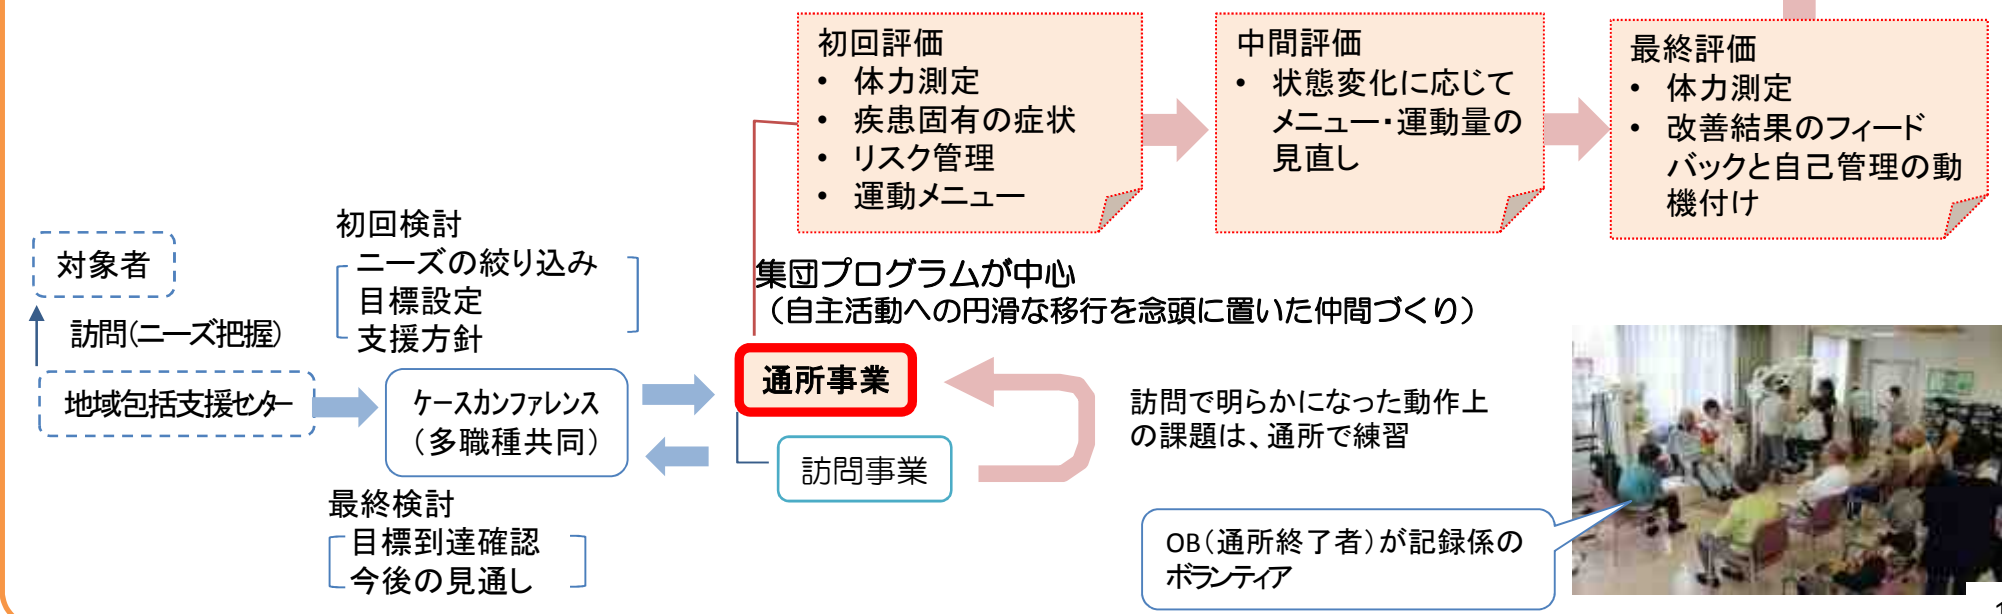 初回評価
• 体力測定
• 疾患固有の症状
• リスク管理
• 運動メニュー
中間評価
• 状態変化に応じて
メニュー・運動量の
見直し
最終評価
• 体力測定
• 改善結果のフィード
バックと自己管理の動
機付け
対象者
訪問(ニーズ把握)
地域包括支援センター
初回検討
ニーズの絞り込み
目標設定
支援方針
ケースカンファレンス
(多職種共同)
最終検討
目標到達確認
今後の見通し
集団プログラムが中心
(自主活動への円滑な移行を念頭に置いた仲間づくり)
通所事業
訪問事業
訪問で明らかになった動作上
の課題は、通所で練習
OB(通所終了者)が記録係の
ボランティア